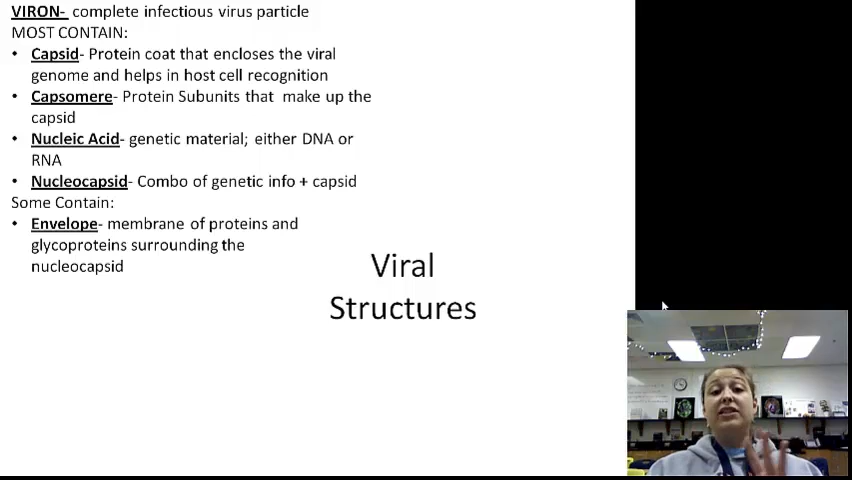 VIRON- complete infectious virus particle
MOST CONTAIN:
• Capsid- Protein coat that encloses the viral
genome and helps in host cell recognition
• Capsomere- Protein Subunits that make up the
capsid
• Nucleic Acid- genetic material; either DNA or
RNA
• Nucleocapsid- Combo of genetic info + capsid
Some Contain:
• Envelope- membrane of proteins and
glycoproteins surrounding the
nucleocapsid
Viral
Structures